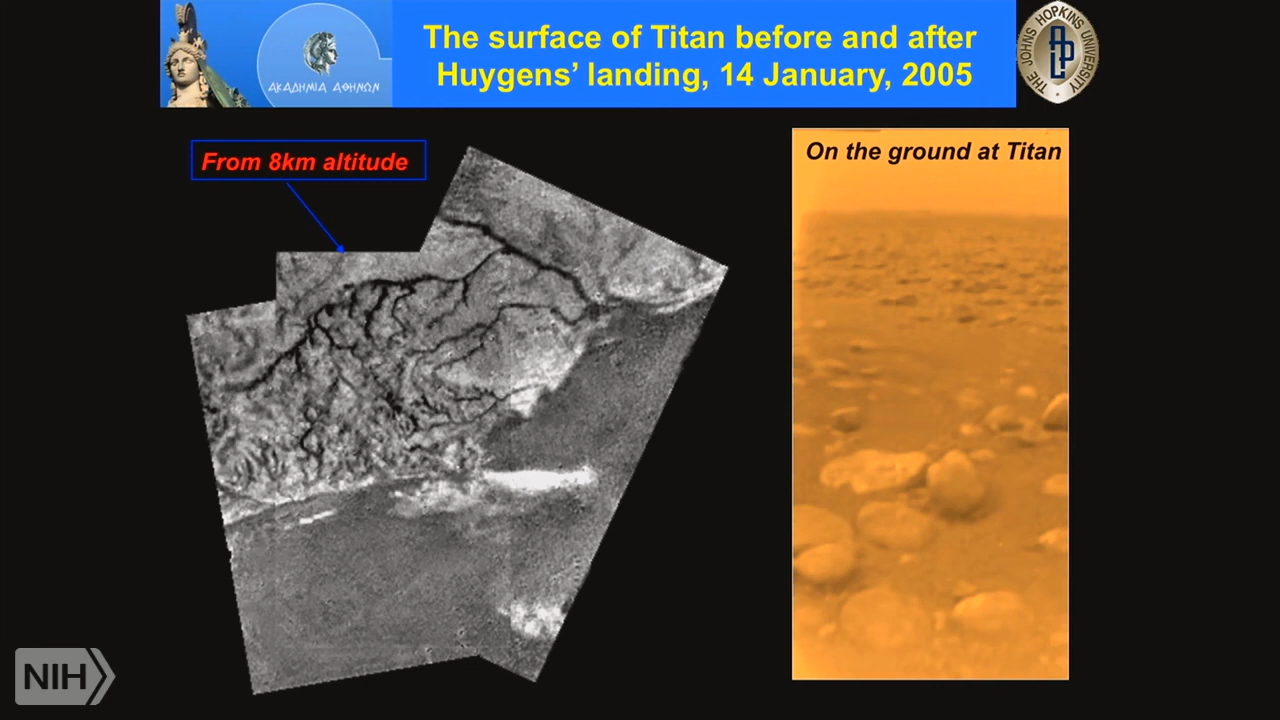 The surface of Titan before and after
Huygens’ landing, 14 January, 2005
ΑΚΑΔΗΜΙΑ ΑΘΗΝΩΝ
THE JOHNS HOPKINS UNIVERSITY
APL
From 8km altitude
On the ground at Titan
NIH